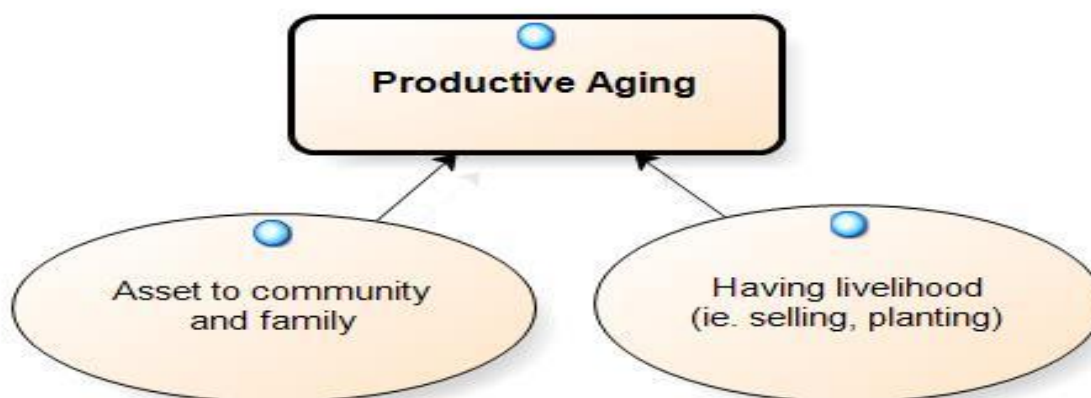 Productive Aging
Asset to community
and family
Having livelihood
(ie. selling, planting)